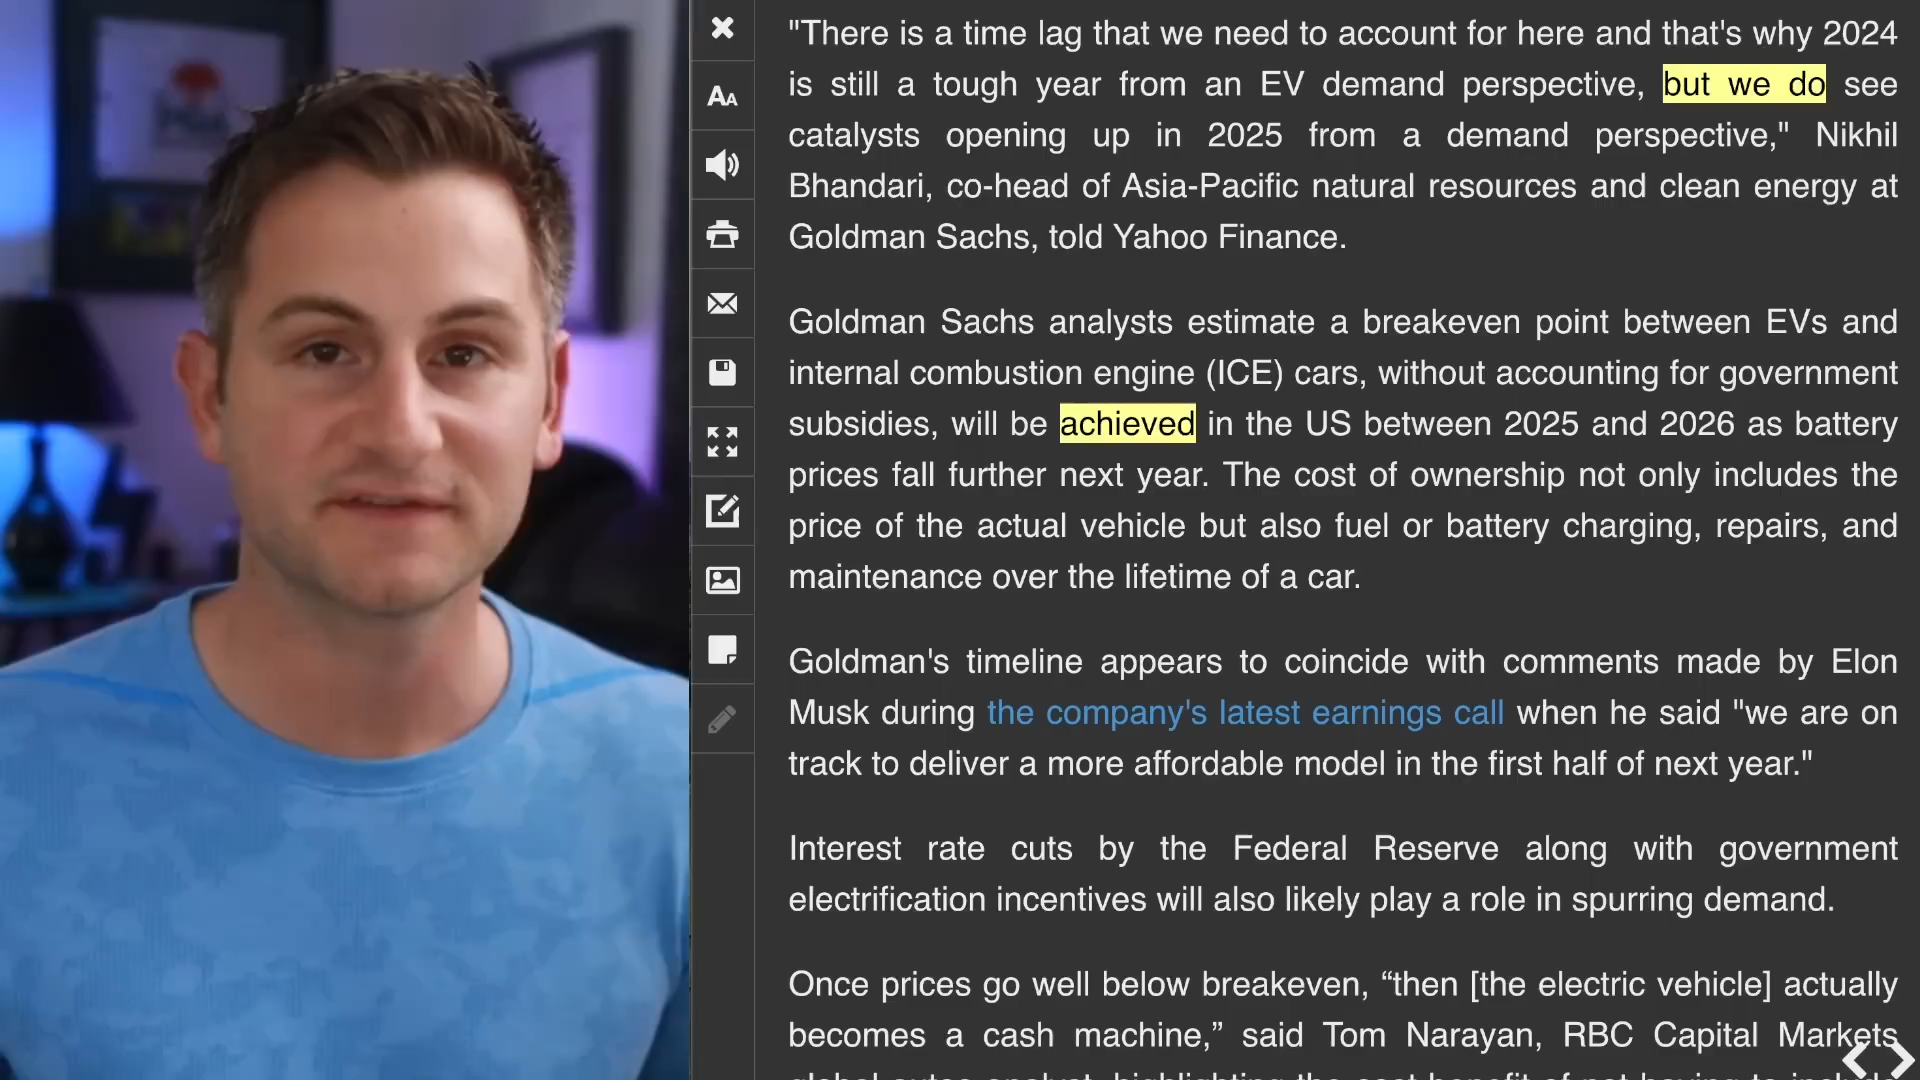 "There is a time lag that we need to account for here and that's why 2024
is still a tough year from an EV demand perspective, but we do see
catalysts opening up in 2025 from a demand perspective," Nikhil
Bhandari, co-head of Asia-Pacific natural resources and clean energy at
Goldman Sachs, told Yahoo Finance.
Goldman Sachs analysts estimate a breakeven point between EVs and
internal combustion engine (ICE) cars, without accounting for government
subsidies, will be achieved in the US between 2025 and 2026 as battery
prices fall further next year. The cost of ownership not only includes the
price of the actual vehicle but also fuel or battery charging, repairs, and
maintenance over the lifetime of a car.
Goldman's timeline appears to coincide with comments made by Elon
Musk during the company's latest earnings call when he said "we are on
track to deliver a more affordable model in the first half of next year."
Interest rate cuts by the Federal Reserve along with government
electrification incentives will also likely play a role in spurring demand.
Once prices go well below breakeven, “then [the electric vehicle] actually
becomes a cash machine,” said Tom Narayan, RBC Capital Markets
AA